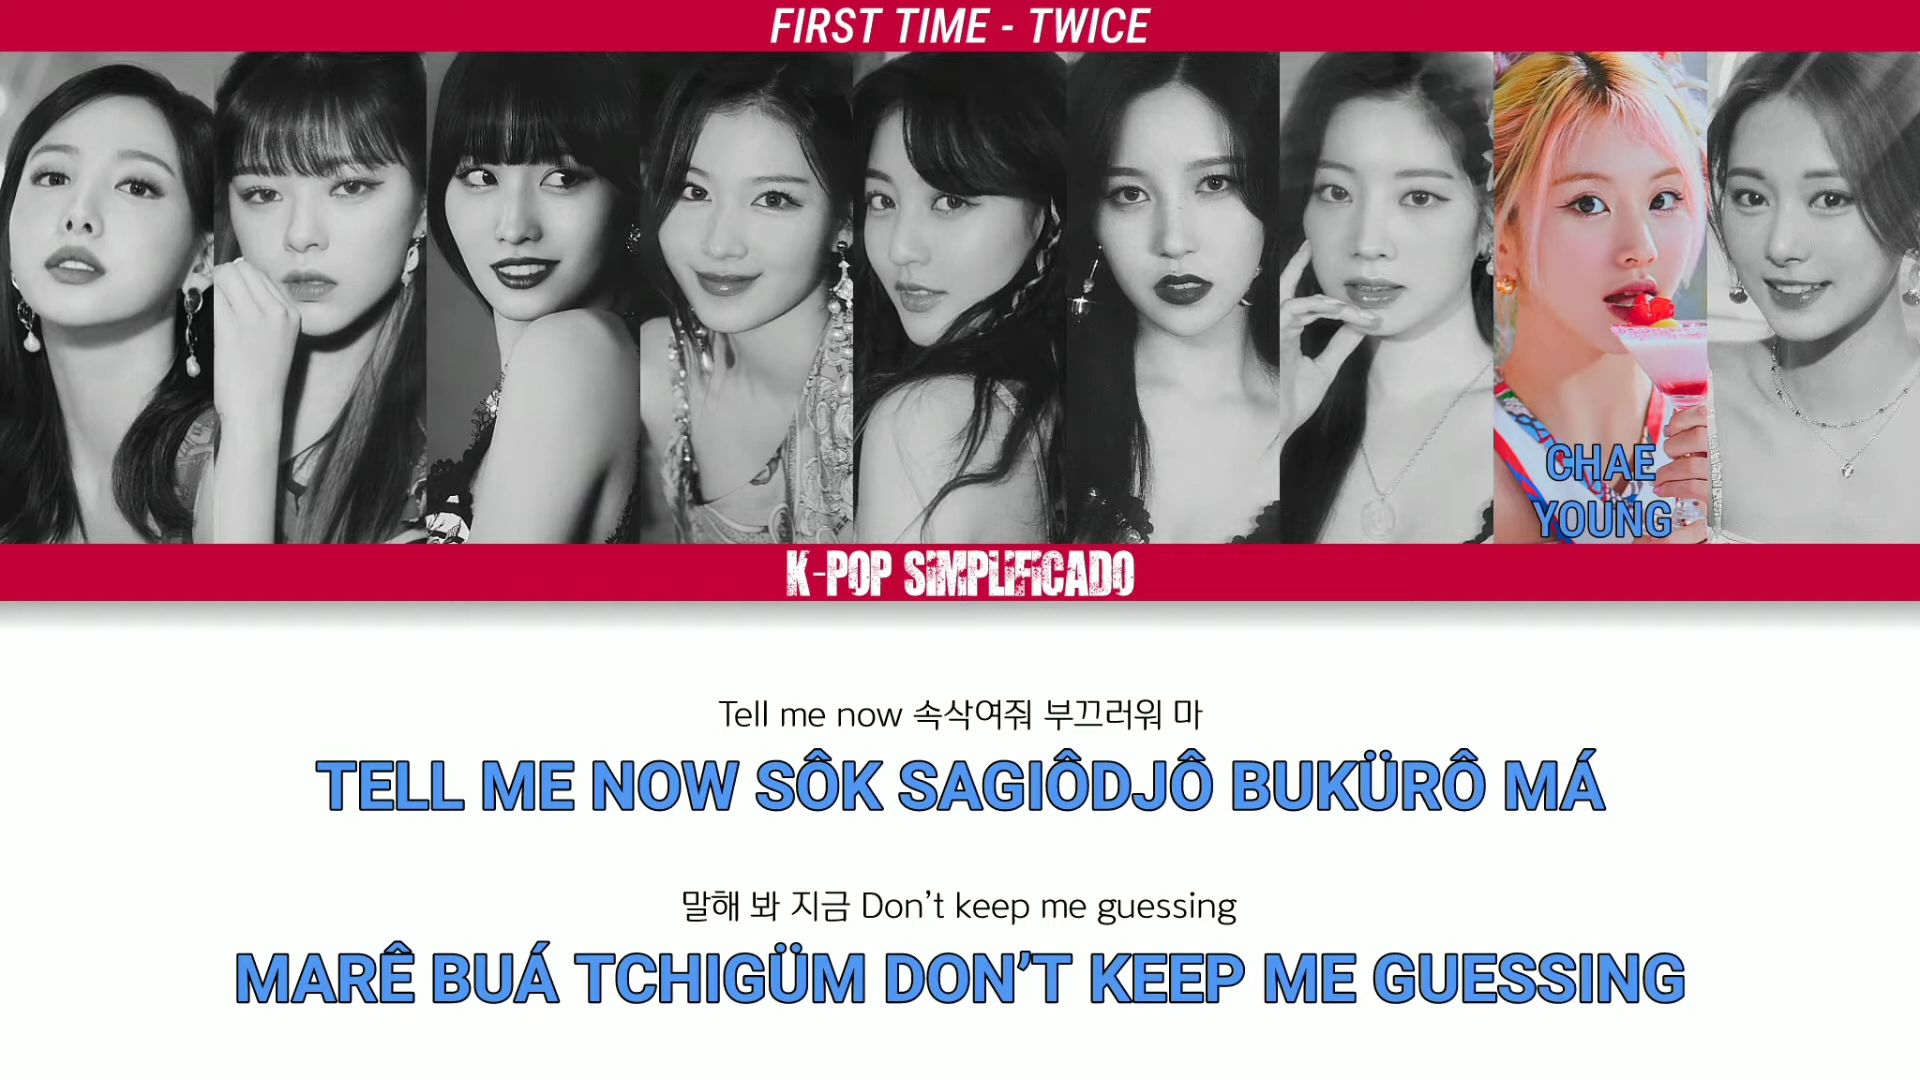 FIRST TIME - TWICE
CHAE
YOUNG
K-POP SIMPLIFICADO
Tell me now 속삭여줘 부끄러워 마
TELL ME NOW SÔK SAGIÔDJÔ BUKÜRÔ MÁ
말해 봐 지금 Don’t keep me guessing
MARÊ BUÁ TCHIGÜM DON’T KEEP ME GUESSING